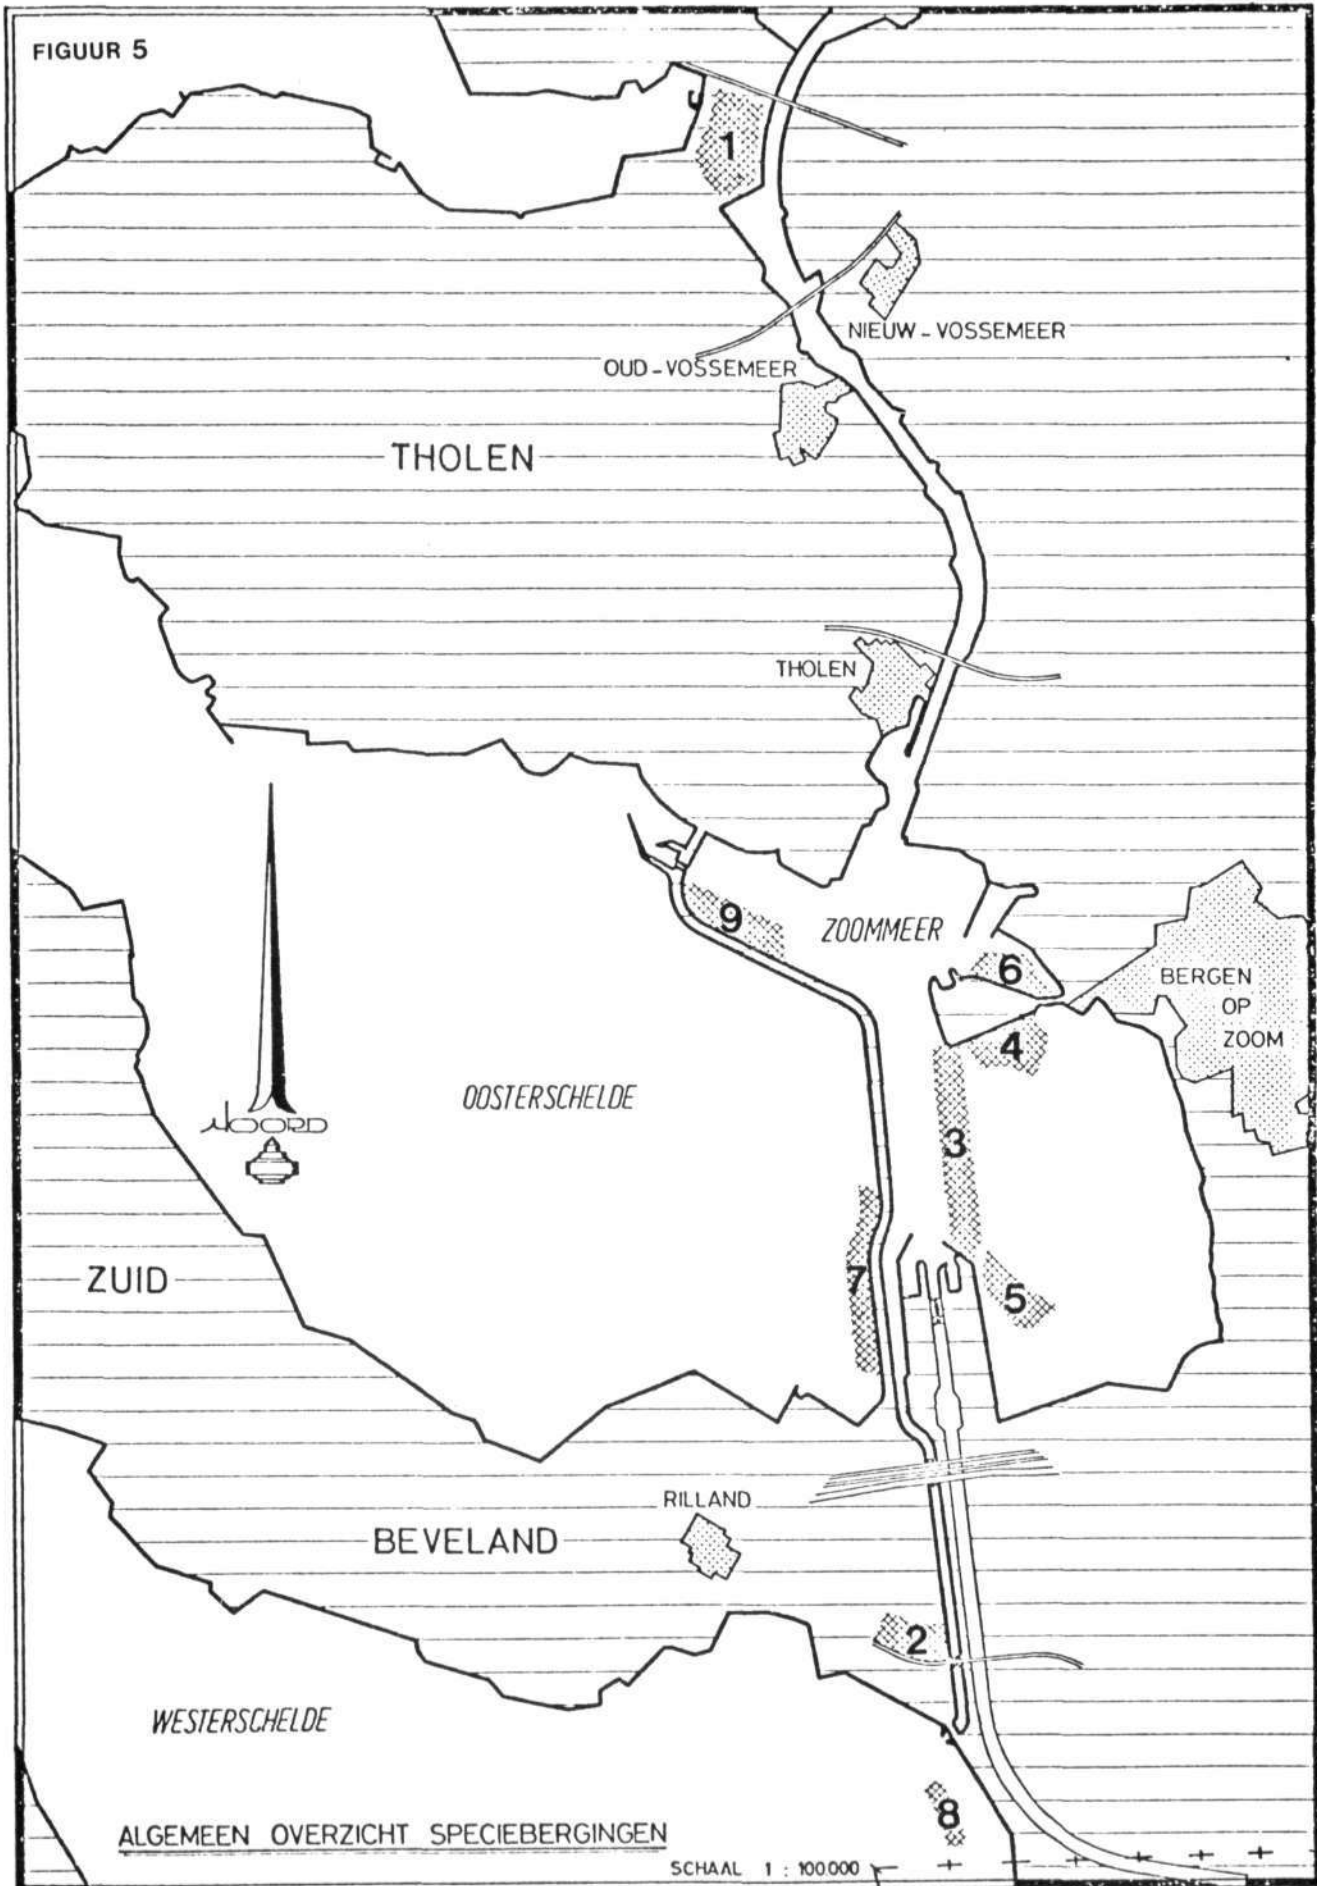 FIGUUR 5
1
NIEUW-VOSSEMEER
OUD-VOSSEMEER
THOLEN
THOLEN
9
ZOOMMEER
6
BERGEN
OP
ZOOM
4
OOSTERSCHELDE
NOORD
3
ZUID
7
5
RILLAND
BEVELAND
2
WESTERSCHELDE
8
ALGEMEEN OVERZICHT SPECIEBERGINGEN
SCHAAL 1 : 100.000